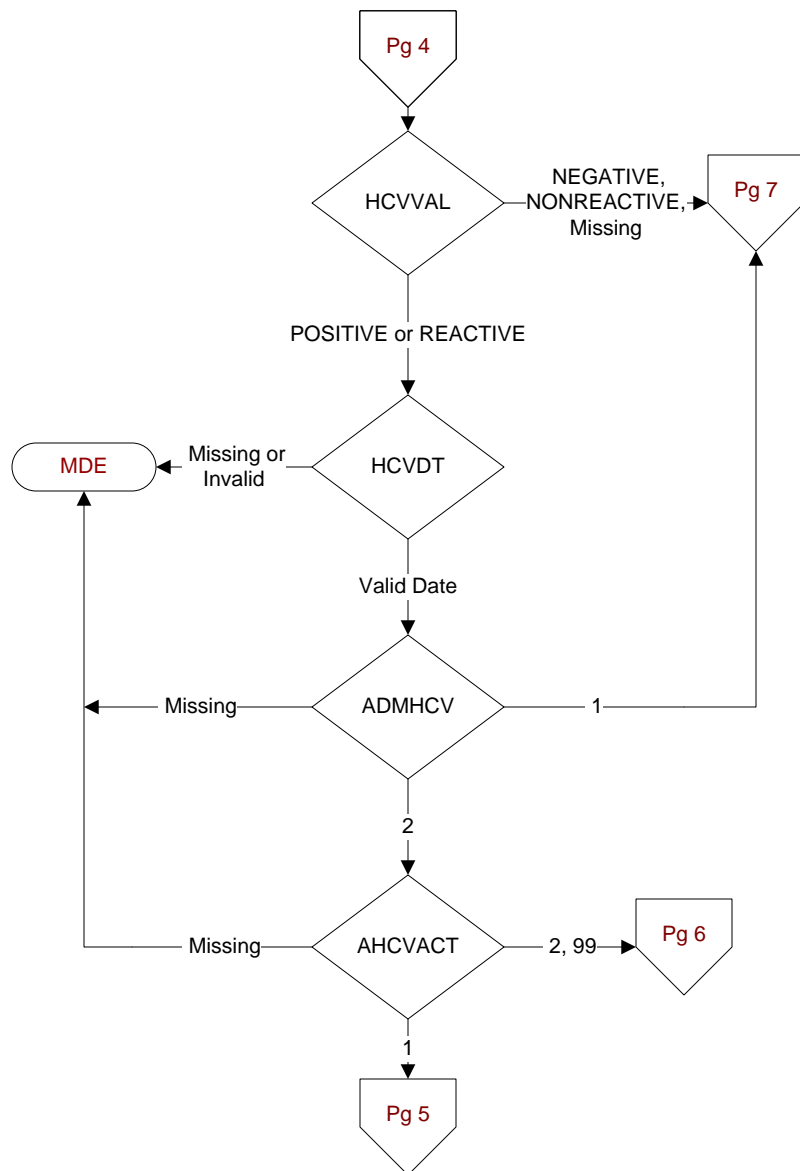 Pg 4
HCVVAL
NEGATIVE,
NONREACTIVE,
Missing
Pg 7
POSITIVE or REACTIVE
MDE
Missing or
Invalid
HCVDT
Valid Date
Missing
ADMHCV
1
2
Missing
AHCVACT
2, 99
Pg 6
1
Pg 5